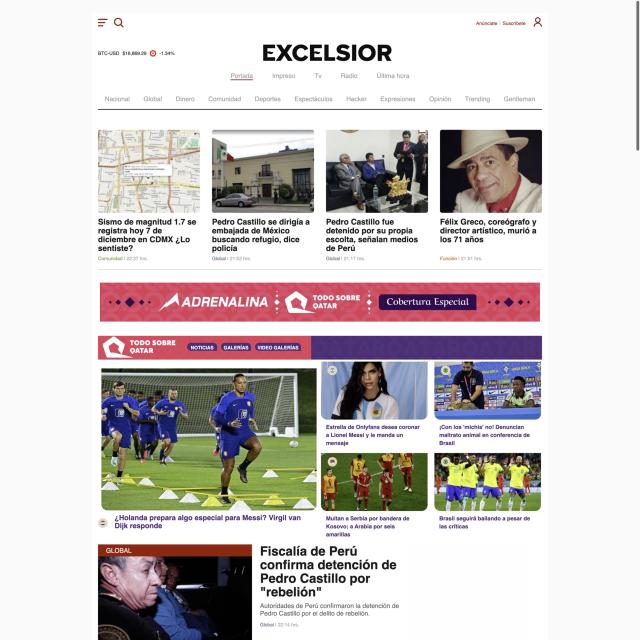 Anúnciate | Suscríbete
EXCELSIOR
BTC-USD $16,889.28 -1.34%
Portada Impreso Tv Radio Última hora
Nacional Global Dinero Comunidad Deportes Espectáculos Hacker Expresiones Opinión Trending Gentleman
Sismo de magnitud 1.7 se
registra hoy 7 de
diciembre en CDMX ¿Lo
sentiste?
Comunidad | 22:27 hrs.
Pedro Castillo se dirigía a
embajada de México
buscando refugio, dice
policía
Global | 21:52 hrs.
Pedro Castillo fue
detenido por su propia
escolta, señalan medios
de Perú
Global | 21:17 hrs.
Félix Greco, coreógrafo y
director artístico, murió a
los 71 años
Función | 21:51 hrs.
ADRENALINA TODO SOBRE
QATAR Cobertura Especial
TODO SOBRE
QATAR NOTICIAS GALERÍAS VIDEO GALERÍAS
¿Holanda prepara algo especial para Messi? Virgil van
Dijk responde
Estrella de Onlyfans desea coronar
a Lionel Messi y le manda un
mensaje
¡Con los 'michis' no! Denuncian
maltrato animal en conferencia de
Brasil
Multan a Serbia por bandera de
Kosovo; a Arabia por seis
amarillas
Brasil seguirá bailando a pesar de
las críticas
GLOBAL
Fiscalía de Perú
confirma detención de
Pedro Castillo por
"rebelión"
Autoridades de Perú confirmaron la detención de
Pedro Castillo por el delito de rebelión.
Global | 22:14 hrs.